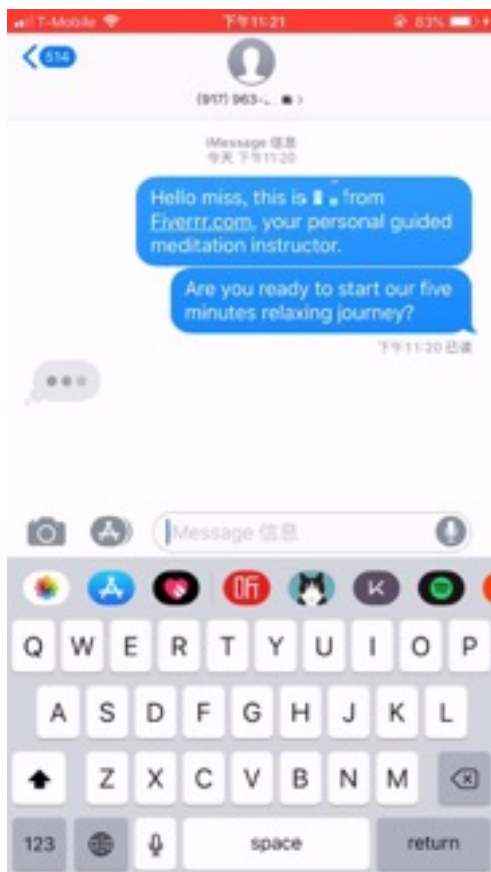 T-Mobile 下午11:21 83%
514
(917) 963-
iMessage 信息
今天 下午11:20
Hello miss, this is from
Fiverrr.com, your personal guided
meditation instructor.
Are you ready to start our five
minutes relaxing journey?
下午11:20 已读
Message 信息
Q W E R T Y U I O P
A S D F G H J K L
Z X C V B N M
123 space return